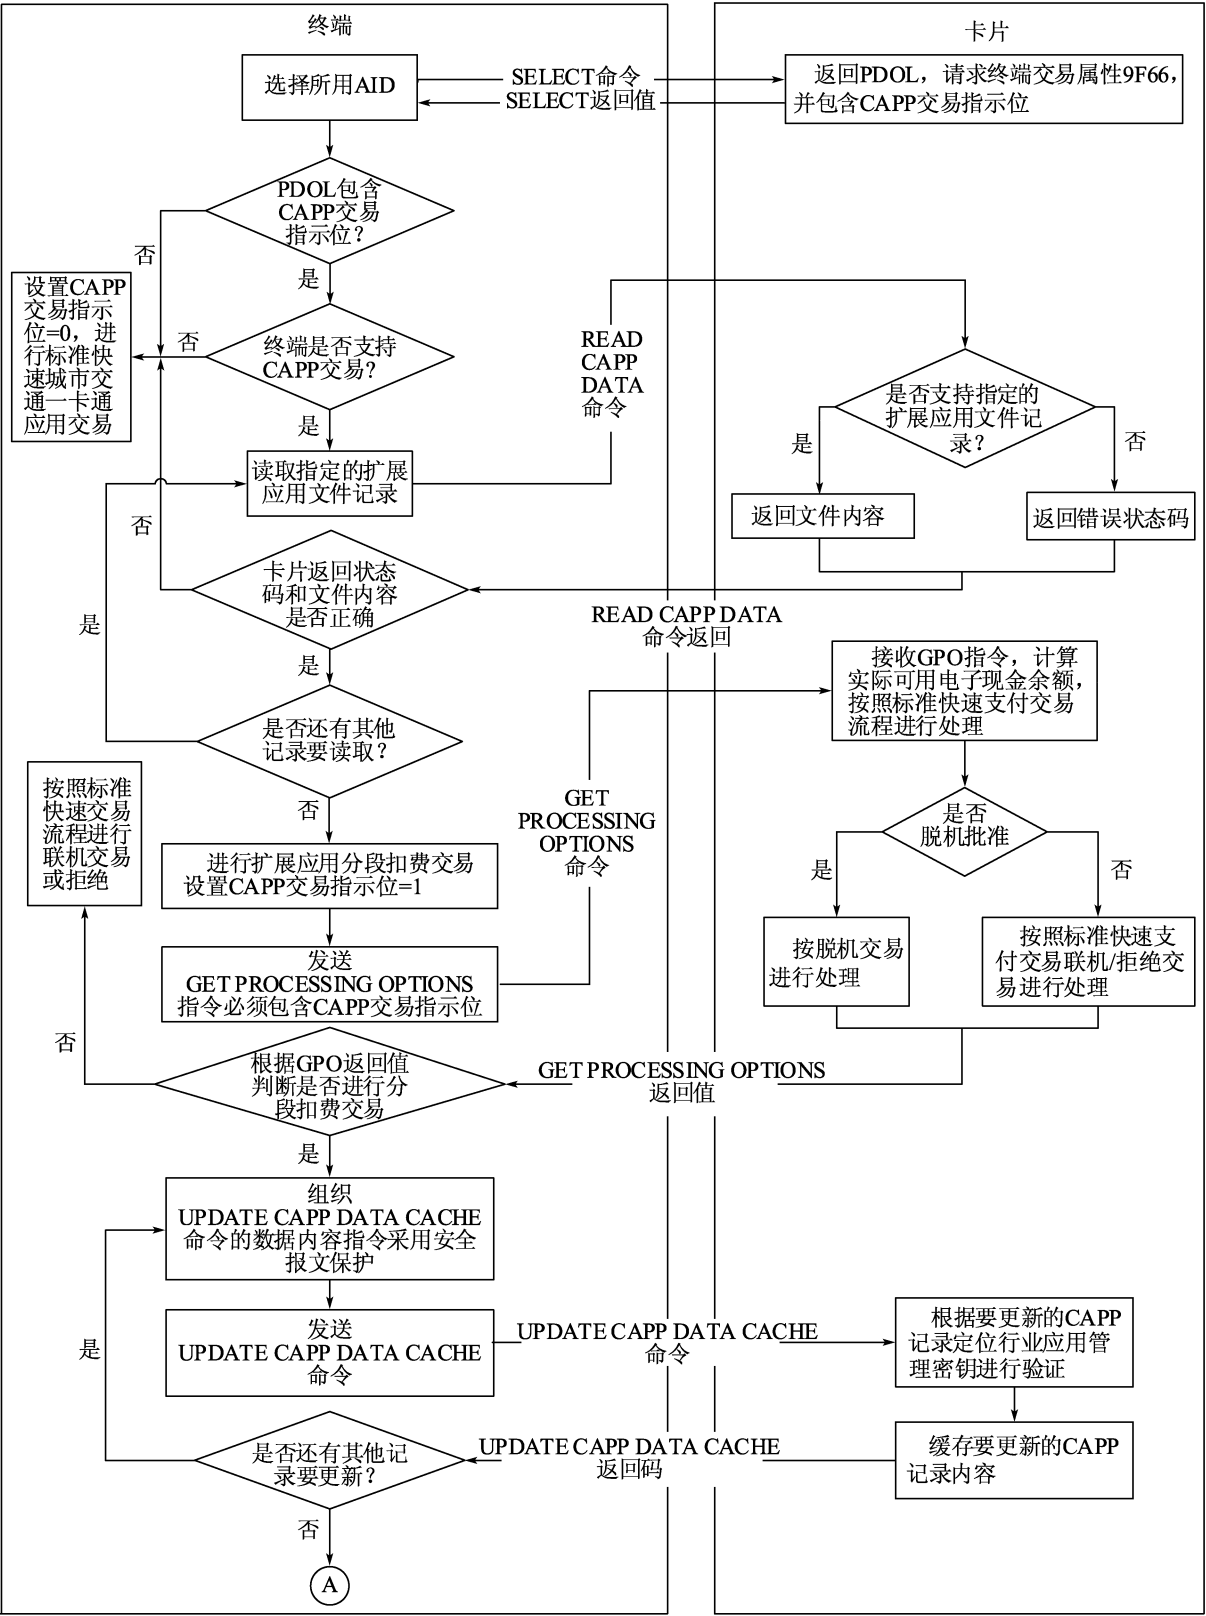 终端
卡片
选择所用AID
SELECT命令
SELECT返回值
返回PDOL，请求终端交易属性9F66，
并包含CAPP交易指示位
PDOL包含
CAPP交易
指示位？
否
是
设置CAPP
交易指示
位=0，进
行标准快
速城市交
通一卡通
应用交易
否
终端是否支持
CAPP交易？
是
READ
CAPP
DATA
命令
是否支持指定的
扩展应用文件记
录？
是
否
读取指定的扩展
应用文件记录
返回文件内容
返回错误状态码
否
卡片返回状态
码和文件内容
是否正确
READ CAPP DATA
命令返回
是
是
接收GPO指令，计算
实际可用电子现金余额，
按照标准快速支付交易
流程进行处理
是否还有其他
记录要读取？
否
按照标准
快速交易
流程进行
联机交易
或拒绝
GET
PROCESSING
OPTIONS
命令
是否
脱机批准
是
否
进行扩展应用分段扣费交易
设置CAPP交易指示位=1
发送
GET PROCESSING OPTIONS
指令必须包含CAPP交易指示位
按脱机交易
进行处理
按照标准快速支
付交易联机/拒绝交
易进行处理
否
根据GPO返回值
判断是否进行分
段扣费交易
GET PROCESSING OPTIONS
返回值
是
组织
UPDATE CAPP DATA CACHE
命令的数据内容指令采用安全
报文保护
是
发送
UPDATE CAPP DATA CACHE
命令
UPDATE CAPP DATA CACHE
命令
根据要更新的CAPP
记录定位行业应用管
理密钥进行验证
是否还有其他记
录要更新？
UPDATE CAPP DATA CACHE
返回码
缓存要更新的CAPP
记录内容
否
A